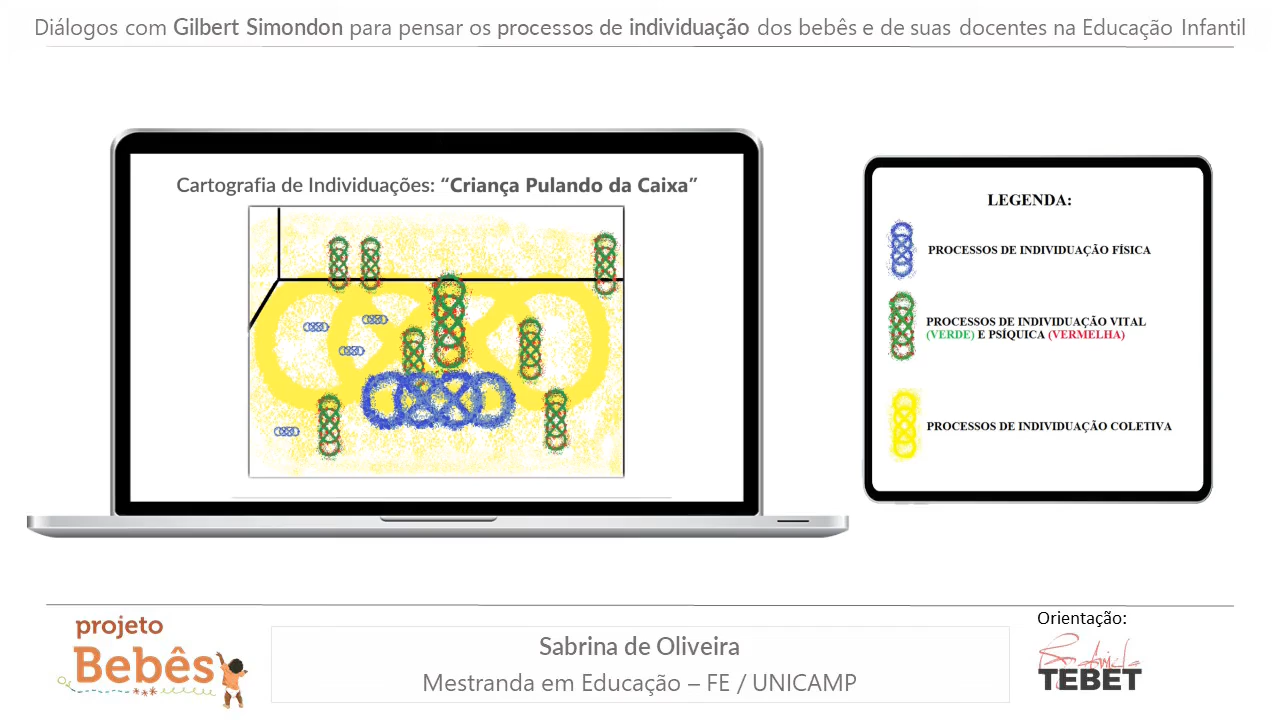 Diálogos com Gilbert Simondon para pensar os processos de individuação dos bebês e de suas docentes na Educação Infantil
Cartografia de Individuações: “Criança Pulando da Caixa”
LEGENDA:
PROCESSOS DE INDIVIDUAÇÃO FÍSICA
PROCESSOS DE INDIVIDUAÇÃO VITAL
(VERDE) E PSÍQUICA (VERMELHA)
PROCESSOS DE INDIVIDUAÇÃO COLETIVA
projeto
Bebês
Sabrina de Oliveira
Mestranda em Educação – FE / UNICAMP
Orientação:
TEBET